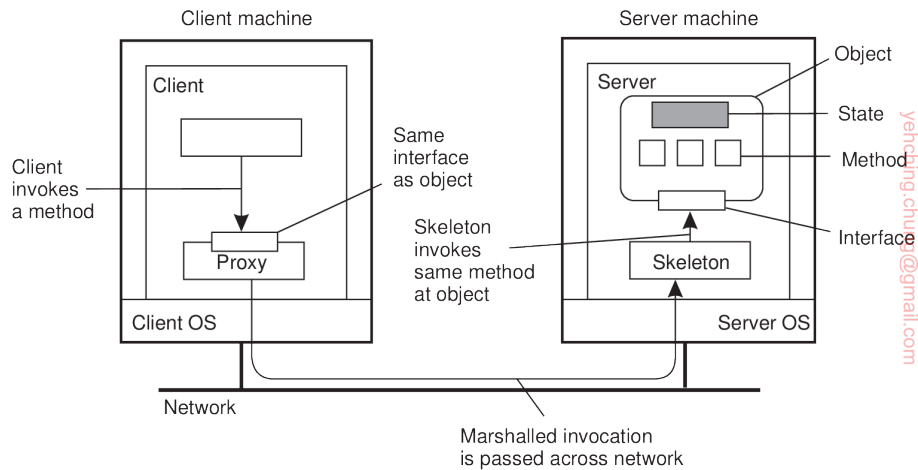 Client machine
Server machine
Client
Server
Object
State
Method
Interface
Same
interface
as object
Client
invokes
a method
Proxy
Skeleton
invokes
same method
at object
Skeleton
Client OS
Server OS
Network
Marshalled invocation
is passed across network
yehching.chung@gmail.com